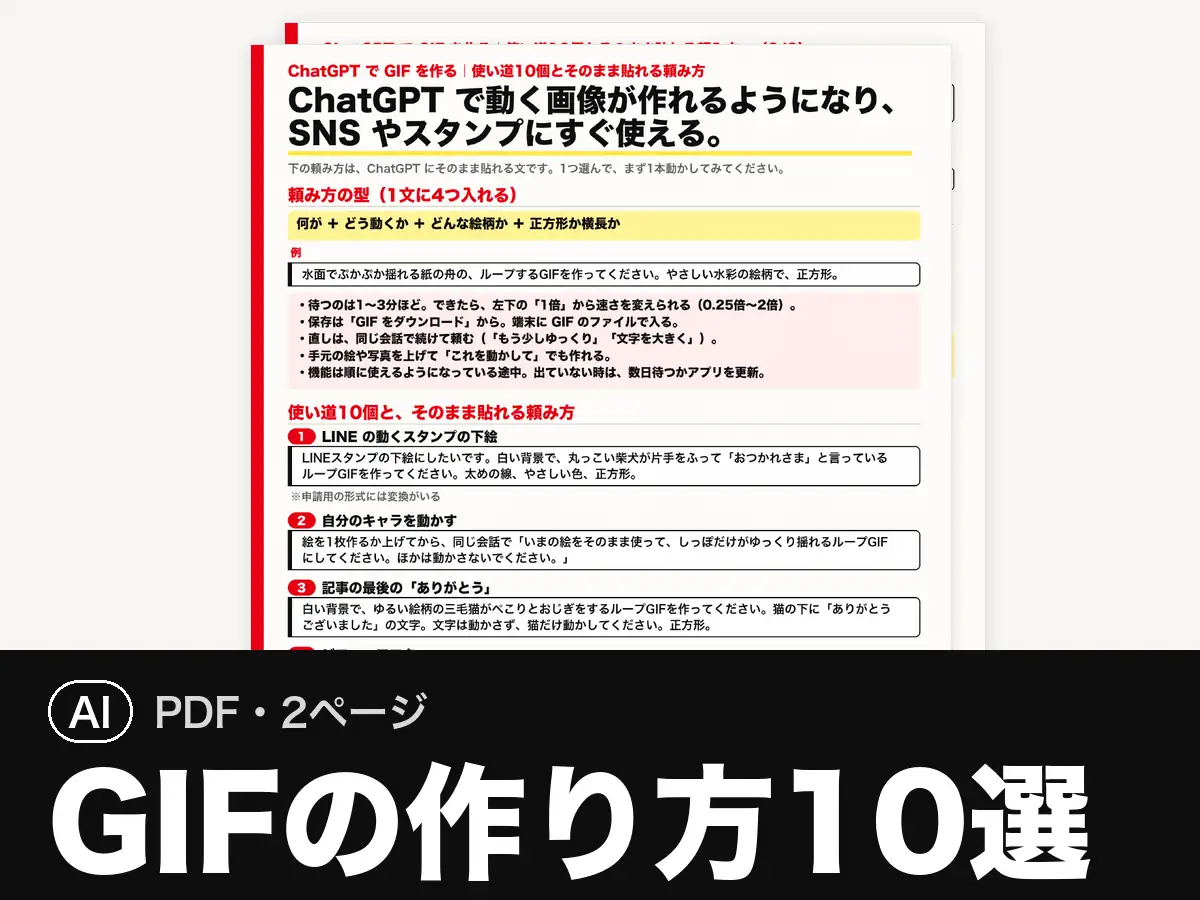 ChatGPT で GIF を作る｜使い道10個とそのまま貼れる頼み方
ChatGPT で動く画像が作れるようになり、
SNS やスタンプにすぐ使える。
下の頼み方は、ChatGPT にそのまま貼れる文です。1つ選んで、まず1本動かしてみてください。
頼み方の型（1文に4つ入れる）
何が ＋ どう動くか ＋ どんな絵柄か ＋ 正方形か横長か
例
水面でぷかぷか揺れる紙の舟の、ループするGIFを作ってください。やさしい水彩の絵柄で、正方形。
・待つのは1〜3分ほど。できたら、左下の「1倍」から速さを変えられる（0.25倍〜2倍）。
・保存は「GIF をダウンロード」から。端末に GIF のファイルで入る。
・直しは、同じ会話で続けて頼む（「もう少しゆっくり」「文字を大きく」）。
・手元の絵や写真を上げて「これを動かして」でも作れる。
・機能は順に使えるようになっている途中。出ていない時は、数日待つかアプリを更新。
使い道10個と、そのまま貼れる頼み方
1 LINE の動くスタンプの下絵
LINEスタンプの下絵にしたいです。白い背景で、丸っこい柴犬が片手をふって「おつかれさま」と言っている
ループGIFを作ってください。太めの線、やさしい色、正方形。
※申請用の形式には変換がいる
2 自分のキャラを動かす
絵を1枚作るか上げてから、同じ会話で「いまの絵をそのまま使って、しっぽだけがゆっくり揺れるループGIF
にしてください。ほかは動かさないでください。」
3 記事の最後の「ありがとう」
白い背景で、ゆるい絵柄の三毛猫がぺこりとおじぎをするループGIFを作ってください。猫の下に「ありがとう
ございました」の文字。文字は動かさず、猫だけ動かしてください。正方形。
AI PDF・2ページ
GIFの作り方10選